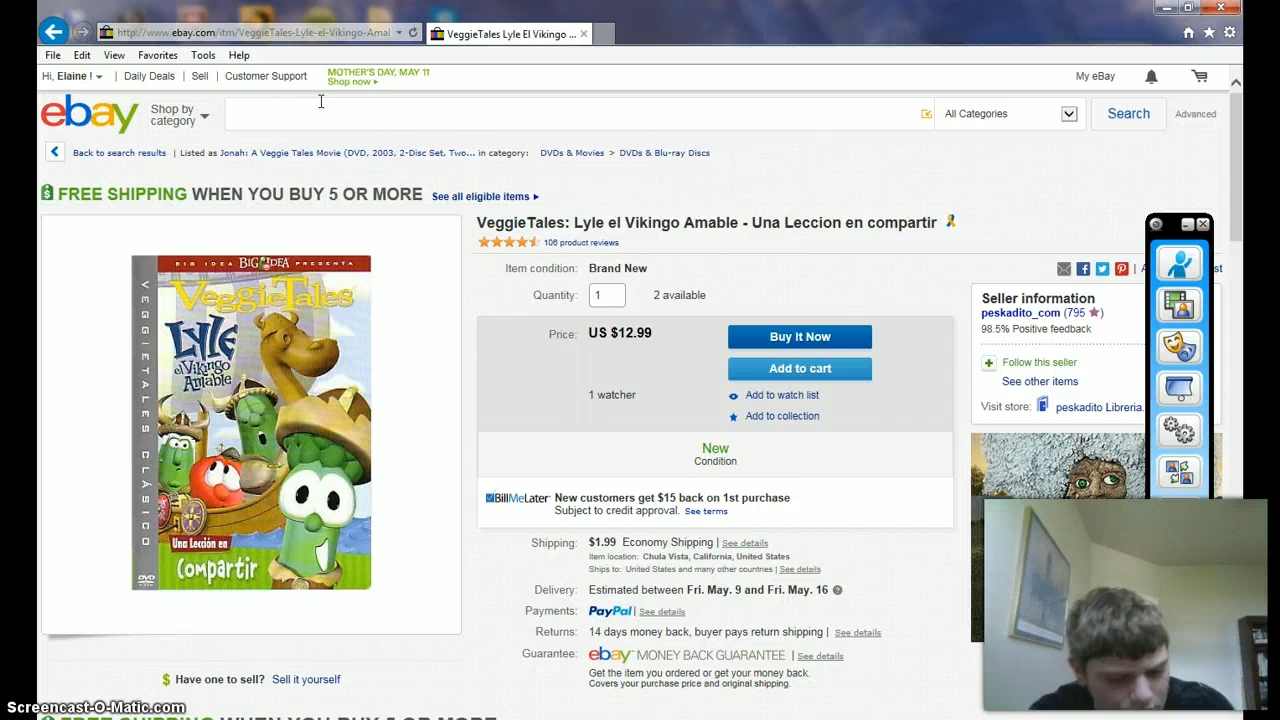 http://www.ebay.com/itm/VeggieTales-Lyle-el-Vikingo-Amal
VeggieTales Lyle El Vikingo ...
File Edit View Favorites Tools Help
Hi, Elaine ! Daily Deals Sell Customer Support
MOTHER'S DAY, MAY 11
Shop now
My eBay
ebay
Shop by
category
All Categories
Search
Advanced
Back to search results | Listed as Jonah: A Veggie Tales Movie (DVD, 2003, 2-Disc Set, Two... in category: DVDs & Movies > DVDs & Blu-ray Discs
FREE SHIPPING WHEN YOU BUY 5 OR MORE See all eligible items
BIG IDEA BIG IDEA PRESENTA
VEGGIETALES CLASICO
VeggieTales
LYLE
el Vikingo
Amable
Una Lección en
Compartir
DVD
VeggieTales: Lyle el Vikingo Amable - Una Leccion en compartir
106 product reviews
Item condition: Brand New
Quantity: 1 2 available
Price: US $12.99
Buy It Now
Add to cart
1 watcher
Add to watch list
Add to collection
New
Condition
BillMeLater New customers get $15 back on 1st purchase
Subject to credit approval. See terms
Shipping: $1.99 Economy Shipping | See details
Item location: Chula Vista, California, United States
Ships to: United States and many other countries | See details
Delivery: Estimated between Fri. May. 9 and Fri. May. 16
Payments: PayPal | See details
Returns: 14 days money back, buyer pays return shipping | See details
Guarantee: ebay MONEY BACK GUARANTEE | See details
Get the item you ordered or get your money back.
Covers your purchase price and original shipping.
Seller information
peskadito_com (795)
98.5% Positive feedback
Follow this seller
See other items
Visit store: peskadito Libreria.
$ Have one to sell? Sell it yourself
FREE SHIPPING WHEN YOU BUY 5 OR MORE
Screencast-O-Matic.com